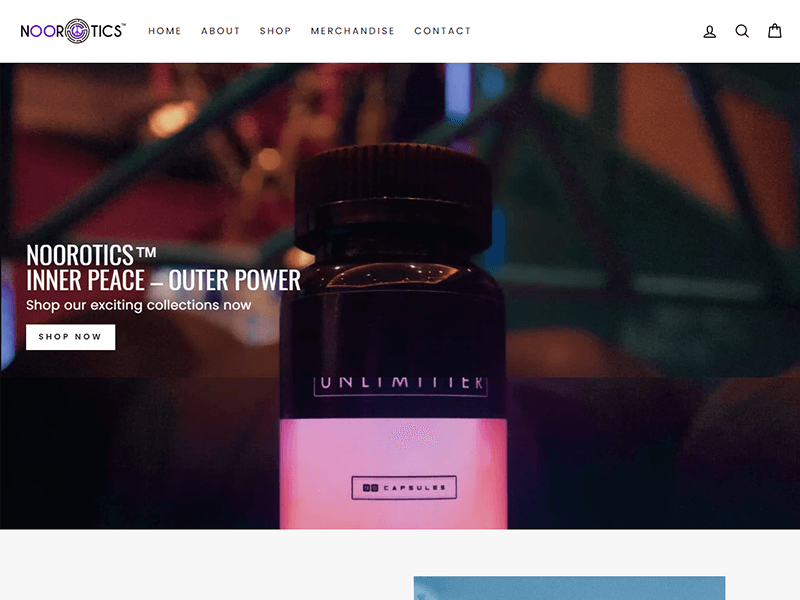 NOOROTICS™
HOME ABOUT SHOP MERCHANDISE CONTACT
NOOROTICS™
INNER PEACE – OUTER POWER
Shop our exciting collections now
SHOP NOW
UNLIMITTER
90 CAPSULES